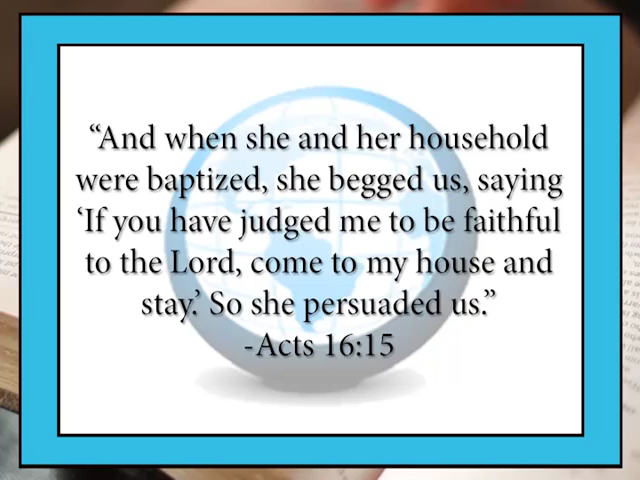 “And when she and her household
were baptized, she begged us, saying
‘If you have judged me to be faithful
to the Lord, come to my house and
stay.’ So she persuaded us.”
-Acts 16:15